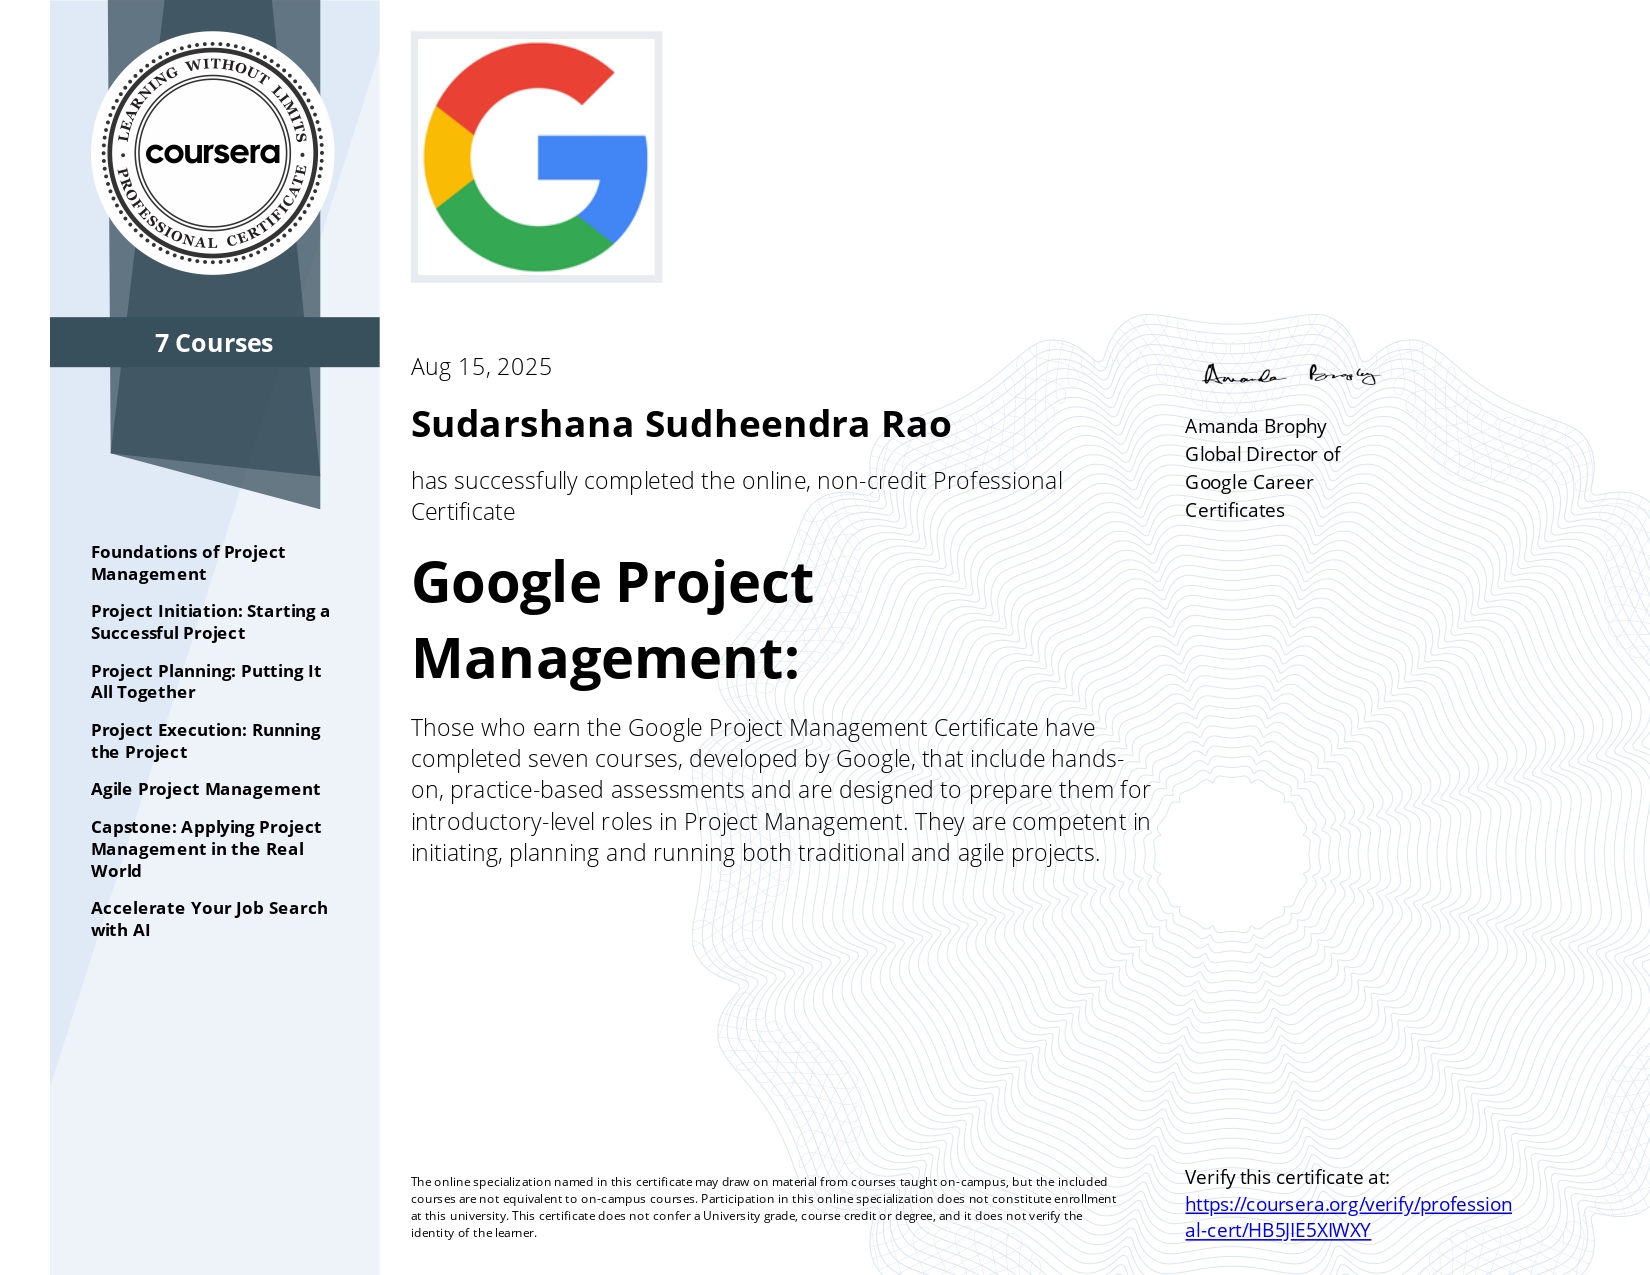 LEARNING WITHOUT LIMITS
coursera
PROFESSIONAL CERTIFICATE
7 Courses
Foundations of Project
Management
Project Initiation: Starting a
Successful Project
Project Planning: Putting It
All Together
Project Execution: Running
the Project
Agile Project Management
Capstone: Applying Project
Management in the Real
World
Accelerate Your Job Search
with AI
Aug 15, 2025
Sudarshana Sudheendra Rao
has successfully completed the online, non-credit Professional
Certificate
Google Project
Management:
Those who earn the Google Project Management Certificate have
completed seven courses, developed by Google, that include hands-
on, practice-based assessments and are designed to prepare them for
introductory-level roles in Project Management. They are competent in
initiating, planning and running both traditional and agile projects.
Amanda Brophy
Amanda Brophy
Global Director of
Google Career
Certificates
The online specialization named in this certificate may draw on material from courses taught on-campus, but the included
courses are not equivalent to on-campus courses. Participation in this online specialization does not constitute enrollment
at this university. This certificate does not confer a University grade, course credit or degree, and it does not verify the
identity of the learner.
Verify this certificate at:
https://coursera.org/verify/profession
al-cert/HB5JIE5XIWXY